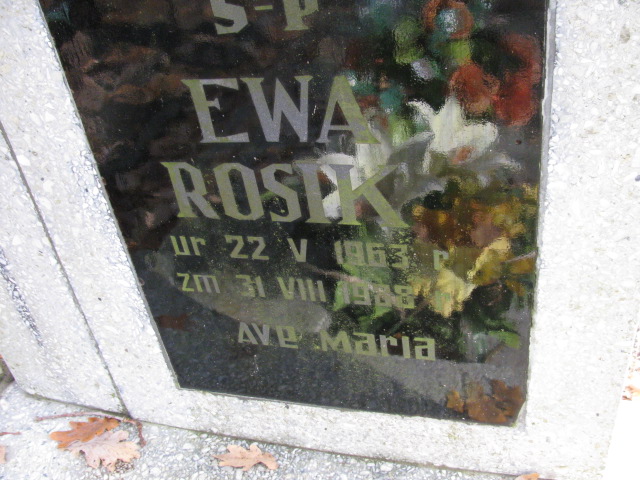 S-P
EWA
ROSIK
ur 22 V 1963 r
zm 31 VIII 1988 r
AVe Maria